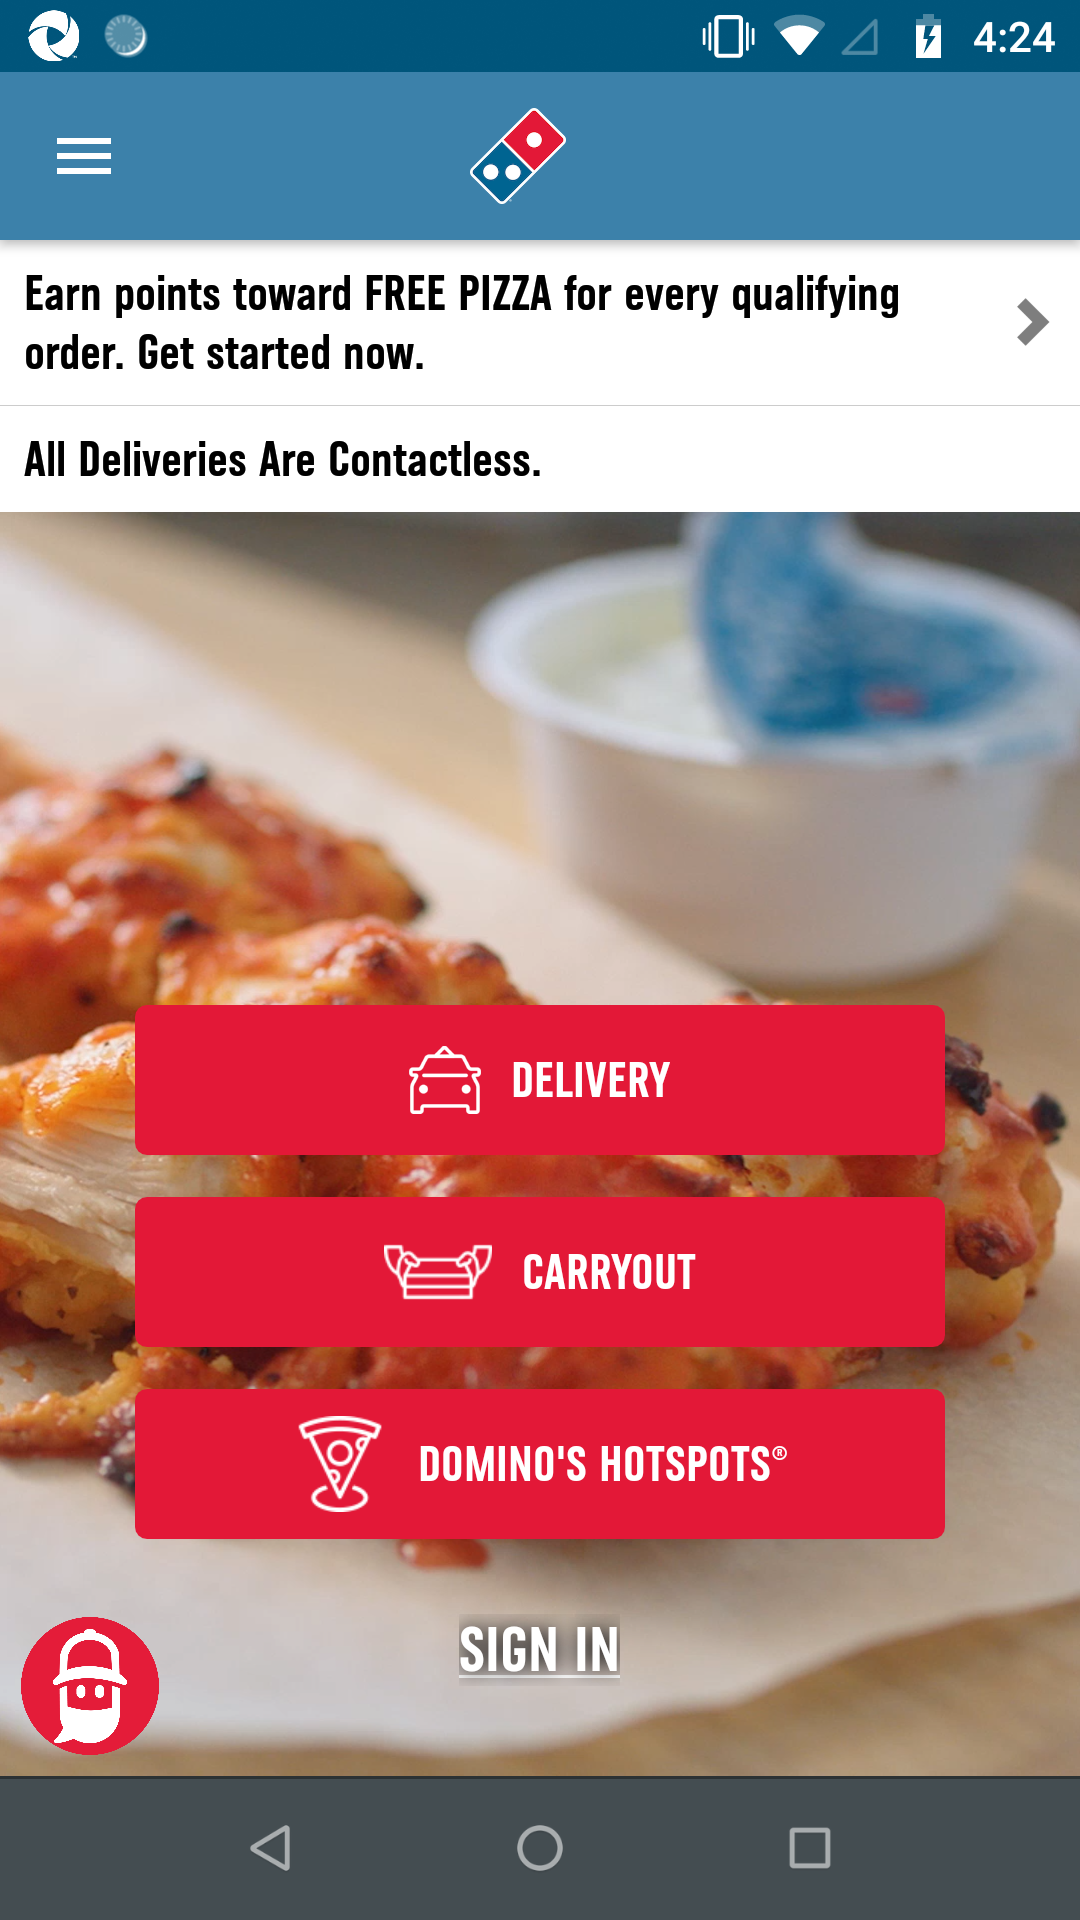 4:24
Earn points toward FREE PIZZA for every qualifying
order. Get started now.
All Deliveries Are Contactless.
DELIVERY
CARRYOUT
DOMINO'S HOTSPOTS®
SIGN IN